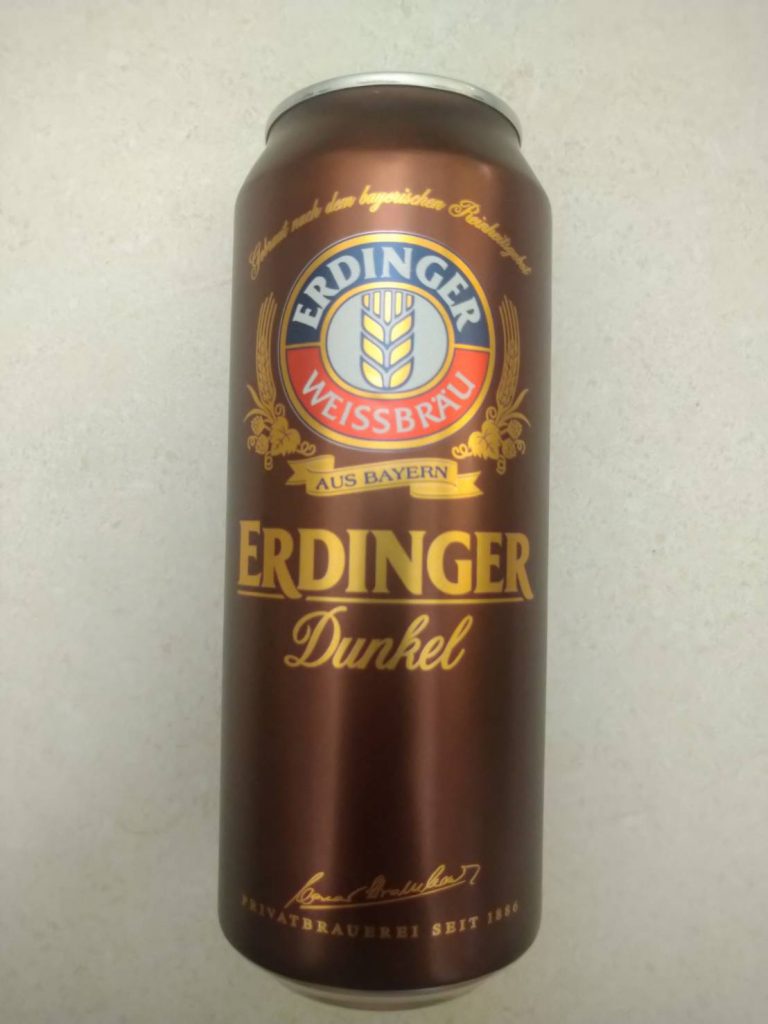 Gebraut nach dem bayerischen Reinheitsgebot
ERDINGER
WEISSBRÄU
AUS BAYERN
ERDINGER
Dunkel
PRIVATBRAUEREI SEIT 1886